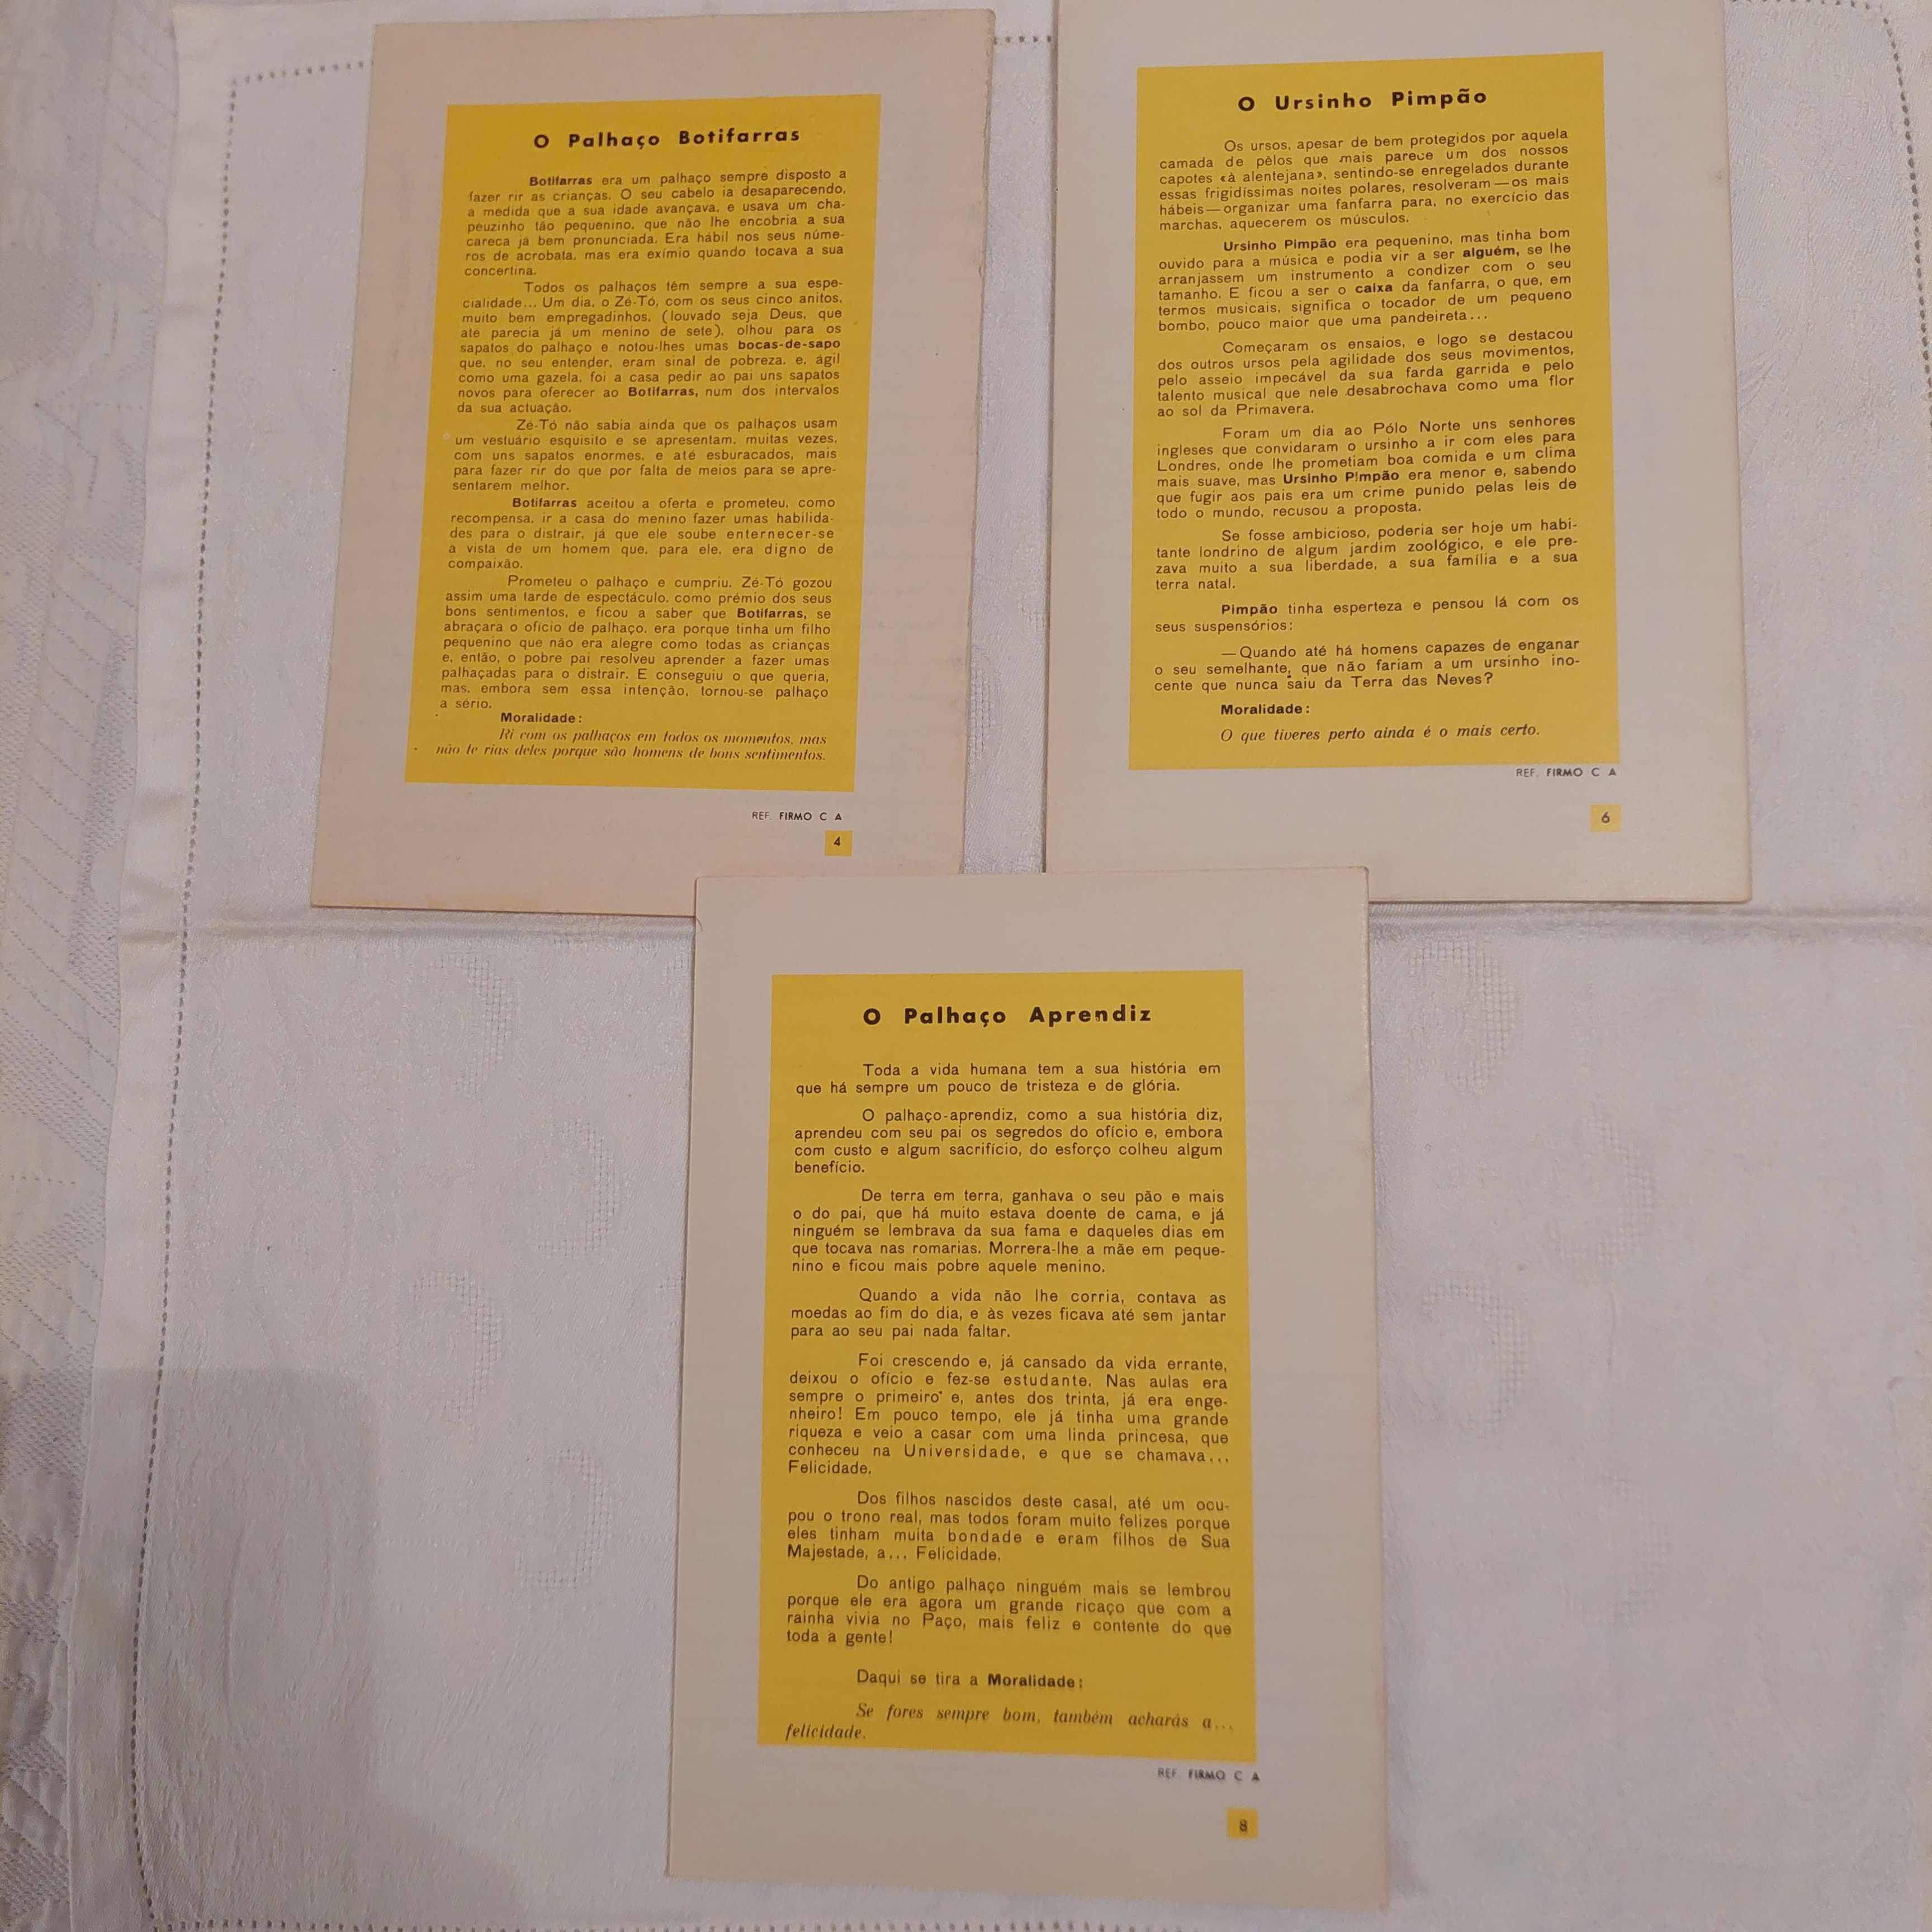 O Palhaço Botifarras
Botifarras era um palhaço sempre disposto a
fazer rir as crianças. O seu cabelo ia desaparecendo,
a medida que a sua idade avançava, e usava um cha-
peuzinho tão pequenino, que não lhe encobria a sua
careca já bem pronunciada. Era hábil nos seus núme-
ros de acrobata, mas era exímio quando tocava a sua
concertina.
Todos os palhaços têm sempre a sua espe-
cialidade... Um dia, o Zé-Tó, com os seus cinco anitos,
muito bem empregadinhos, (louvado seja Deus, que
até parecia já um menino de sete), olhou para os
sapatos do palhaço e notou-lhes umas bocas-de-sapo
que, no seu entender, eram sinal de pobreza, e, ágil
como uma gazela, foi a casa pedir ao pai uns sapatos
novos para oferecer ao Botifarras, num dos intervalos
da sua actuação.
Zé-Tó não sabia ainda que os palhaços usam
um vestuário esquisito e se apresentam, muitas vezes,
com uns sapatos enormes, e até esburacados, mais
para fazer rir do que por falta de meios para se apre-
sentarem melhor.
Botifarras aceitou a oferta e prometeu, como
recompensa, ir a casa do menino fazer umas habilida-
des para o distrair, já que ele soube enternecer-se
à vista de um homem que, para ele, era digno de
compaixão.
Prometeu o palhaço e cumpriu. Zé-Tó gozou
assim uma tarde de espectáculo, como prémio dos seus
bons sentimentos, e ficou a saber que Botifarras, se
abraçara o ofício de palhaço, era porque tinha um filho
pequenino que não era alegre como todas as crianças
e, então, o pobre pai resolveu aprender a fazer umas
palhaçadas para o distrair. E conseguiu o que queria,
mas, embora sem essa intenção, tornou-se palhaço
a sério.
Moralidade:
Ri com os palhaços em todos os momentos, mas
não te rias deles porque são homens de bons sentimentos.
REF. FIRMO C A
4
O Ursinho Pimpão
Os ursos, apesar de bem protegidos por aquela
camada de pêlos que mais parece um dos nossos
capotes «à alentejana», sentindo-se enregelados durante
essas frigidíssimas noites polares, resolveram—os mais
hábeis—organizar uma fanfarra para, no exercício das
marchas, aquecerem os músculos.
Ursinho Pimpão era pequenino, mas tinha bom
ouvido para a música e podia vir a ser alguém, se lhe
arranjassem um instrumento a condizer com o seu
tamanho. E ficou a ser o caixa da fanfarra, o que, em
termos musicais, significa o tocador de um pequeno
bombo, pouco maior que uma pandeireta...
Começaram os ensaios, e logo se destacou
dos outros ursos pela agilidade dos seus movimentos,
pelo asseio impecável da sua farda garrida e pelo
talento musical que nele desabrochava como uma flor
ao sol da Primavera.
Foram um dia ao Pólo Norte uns senhores
ingleses que convidaram o ursinho a ir com eles para
Londres, onde lhe prometiam boa comida e um clima
mais suave, mas Ursinho Pimpão era menor e, sabendo
que fugir aos pais era um crime punido pelas leis de
todo o mundo, recusou a proposta.
Se fosse ambicioso, poderia ser hoje um habi-
tante londrino de algum jardim zoológico, e ele pre-
zava muito a sua liberdade, a sua família e a sua
terra natal.
Pimpão tinha esperteza e pensou lá com os
seus suspensórios:
—Quando até há homens capazes de enganar
o seu semelhante, que não fariam a um ursinho ino-
cente que nunca saiu da Terra das Neves?
Moralidade:
O que tiveres perto ainda é o mais certo.
REF. FIRMO C A
6
O Palhaço Aprendiz
Toda a vida humana tem a sua história em
que há sempre um pouco de tristeza e de glória.
O palhaço-aprendiz, como a sua história diz,
aprendeu com seu pai os segredos do ofício e, embora
com custo e algum sacrifício, do esforço colheu algum
benefício.
De terra em terra, ganhava o seu pão e mais
o do pai, que há muito estava doente de cama, e já
ninguém se lembrava da sua fama e daqueles dias em
que tocava nas romarias. Morrera-lhe a mãe em peque-
nino e ficou mais pobre aquele menino.
Quando a vida não lhe corria, contava as
moedas ao fim do dia, e às vezes ficava até sem jantar
para ao seu pai nada faltar.
Foi crescendo e, já cansado da vida errante,
deixou o ofício e fez-se estudante. Nas aulas era
sempre o primeiro e, antes dos trinta, já era enge-
nheiro! Em pouco tempo, ele já tinha uma grande
riqueza e veio a casar com uma linda princesa, que
conheceu na Universidade, e que se chamava...
Felicidade.
Dos filhos nascidos deste casal, até um ocu-
pou o trono real, mas todos foram muito felizes porque
eles tinham muita bondade e eram filhos de Sua
Majestade, a... Felicidade.
Do antigo palhaço ninguém mais se lembrou
porque ele era agora um grande ricaço que com a
rainha vivia no Paço, mais feliz e contente do que
toda a gente!
Daqui se tira a Moralidade:
Se fores sempre bom, também acharás a...
felicidade.
REF. FIRMO C A
8